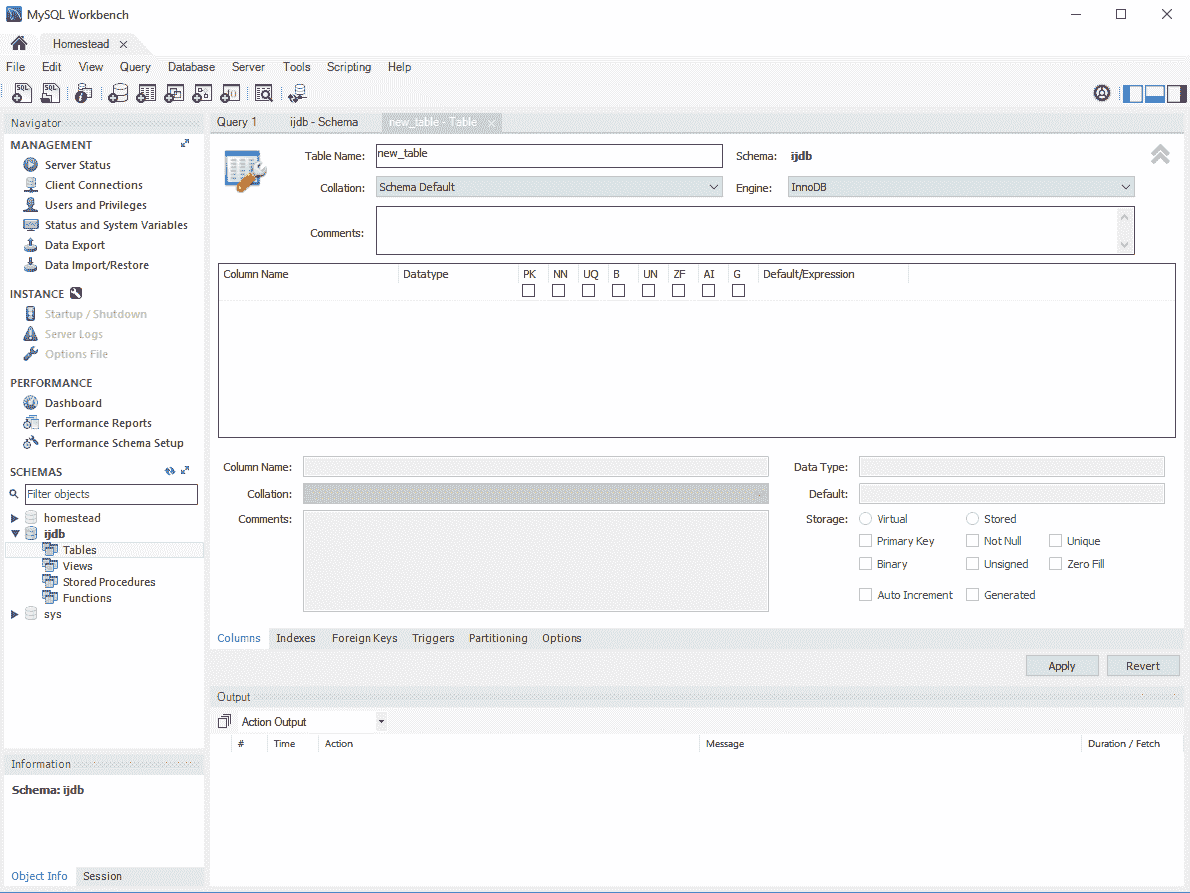 MySQL Workbench
Homestead
File Edit View Query Database Server Tools Scripting Help
Navigator
MANAGEMENT
Server Status
Client Connections
Users and Privileges
Status and System Variables
Data Export
Data Import/Restore
INSTANCE
Startup / Shutdown
Server Logs
Options File
PERFORMANCE
Dashboard
Performance Reports
Performance Schema Setup
SCHEMAS
Filter objects
homestead
ijdb
Tables
Views
Stored Procedures
Functions
sys
Information
Schema: ijdb
Object Info Session
Query 1 ijdb - Schema new_table - Table
Table Name: new_table Schema: ijdb
Collation: Schema Default Engine: InnoDB
Comments:
Column Name Datatype PK NN UQ B UN ZF AI G Default/Expression
Column Name: Data Type:
Collation: Default:
Comments: Storage: Virtual Stored
Primary Key Not Null Unique
Binary Unsigned Zero Fill
Auto Increment Generated
Columns Indexes Foreign Keys Triggers Partitioning Options
Apply Revert
Output
Action Output
# Time Action Message Duration / Fetch